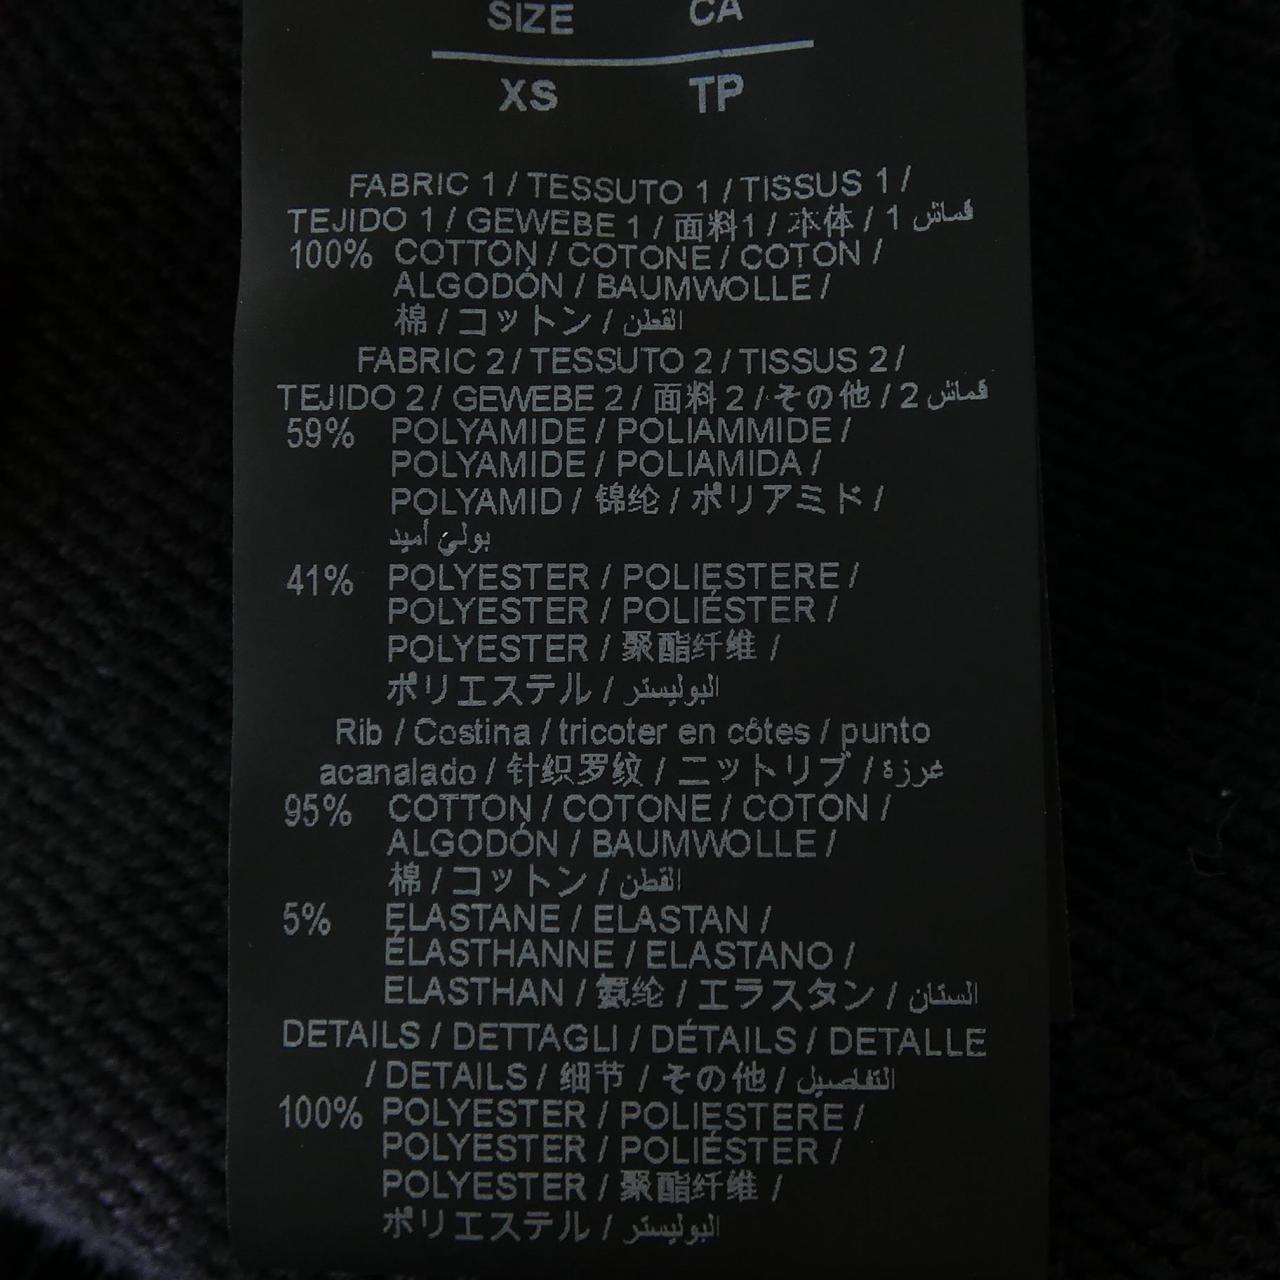 SIZE CA
XS TP
FABRIC 1 / TESSUTO 1 / TISSUS 1 /
TEJIDO 1 / GEWEBE 1 / 面料1 / 本体 / 1 قماش
100% COTTON / COTONE / COTON /
ALGODÓN / BAUMWOLLE /
棉 / コットン / القطن
FABRIC 2 / TESSUTO 2 / TISSUS 2 /
TEJIDO 2 / GEWEBE 2 / 面料 2 / その他 / 2 قماش
59% POLYAMIDE / POLIAMMIDE /
POLYAMIDE / POLIAMIDA /
POLYAMID / 锦纶 / ポリアミド /
بولي أميد
41% POLYESTER / POLIESTERE /
POLYESTER / POLIÉSTER /
POLYESTER / 聚酯纤维 /
ポリエステル / البوليستر
Rib / Costina / tricoter en côtes / punto
acanalado / 针织罗纹 / ニットリブ / غرزة
95% COTTON / COTONE / COTON /
ALGODÓN / BAUMWOLLE /
棉 / コットン / القطن
5% ELASTANE / ELASTAN /
ÉLASTHANNE / ELASTANO /
ELASTHAN / 氨纶 / エラスタン / الستان
DETAILS / DETTAGLI / DÉTAILS / DETALLE
/ DETAILS / 细节 / その他 / التفاصيل
100% POLYESTER / POLIESTERE /
POLYESTER / POLIÉSTER /
POLYESTER / 聚酯纤维 /
ポリエステル / البوليستر